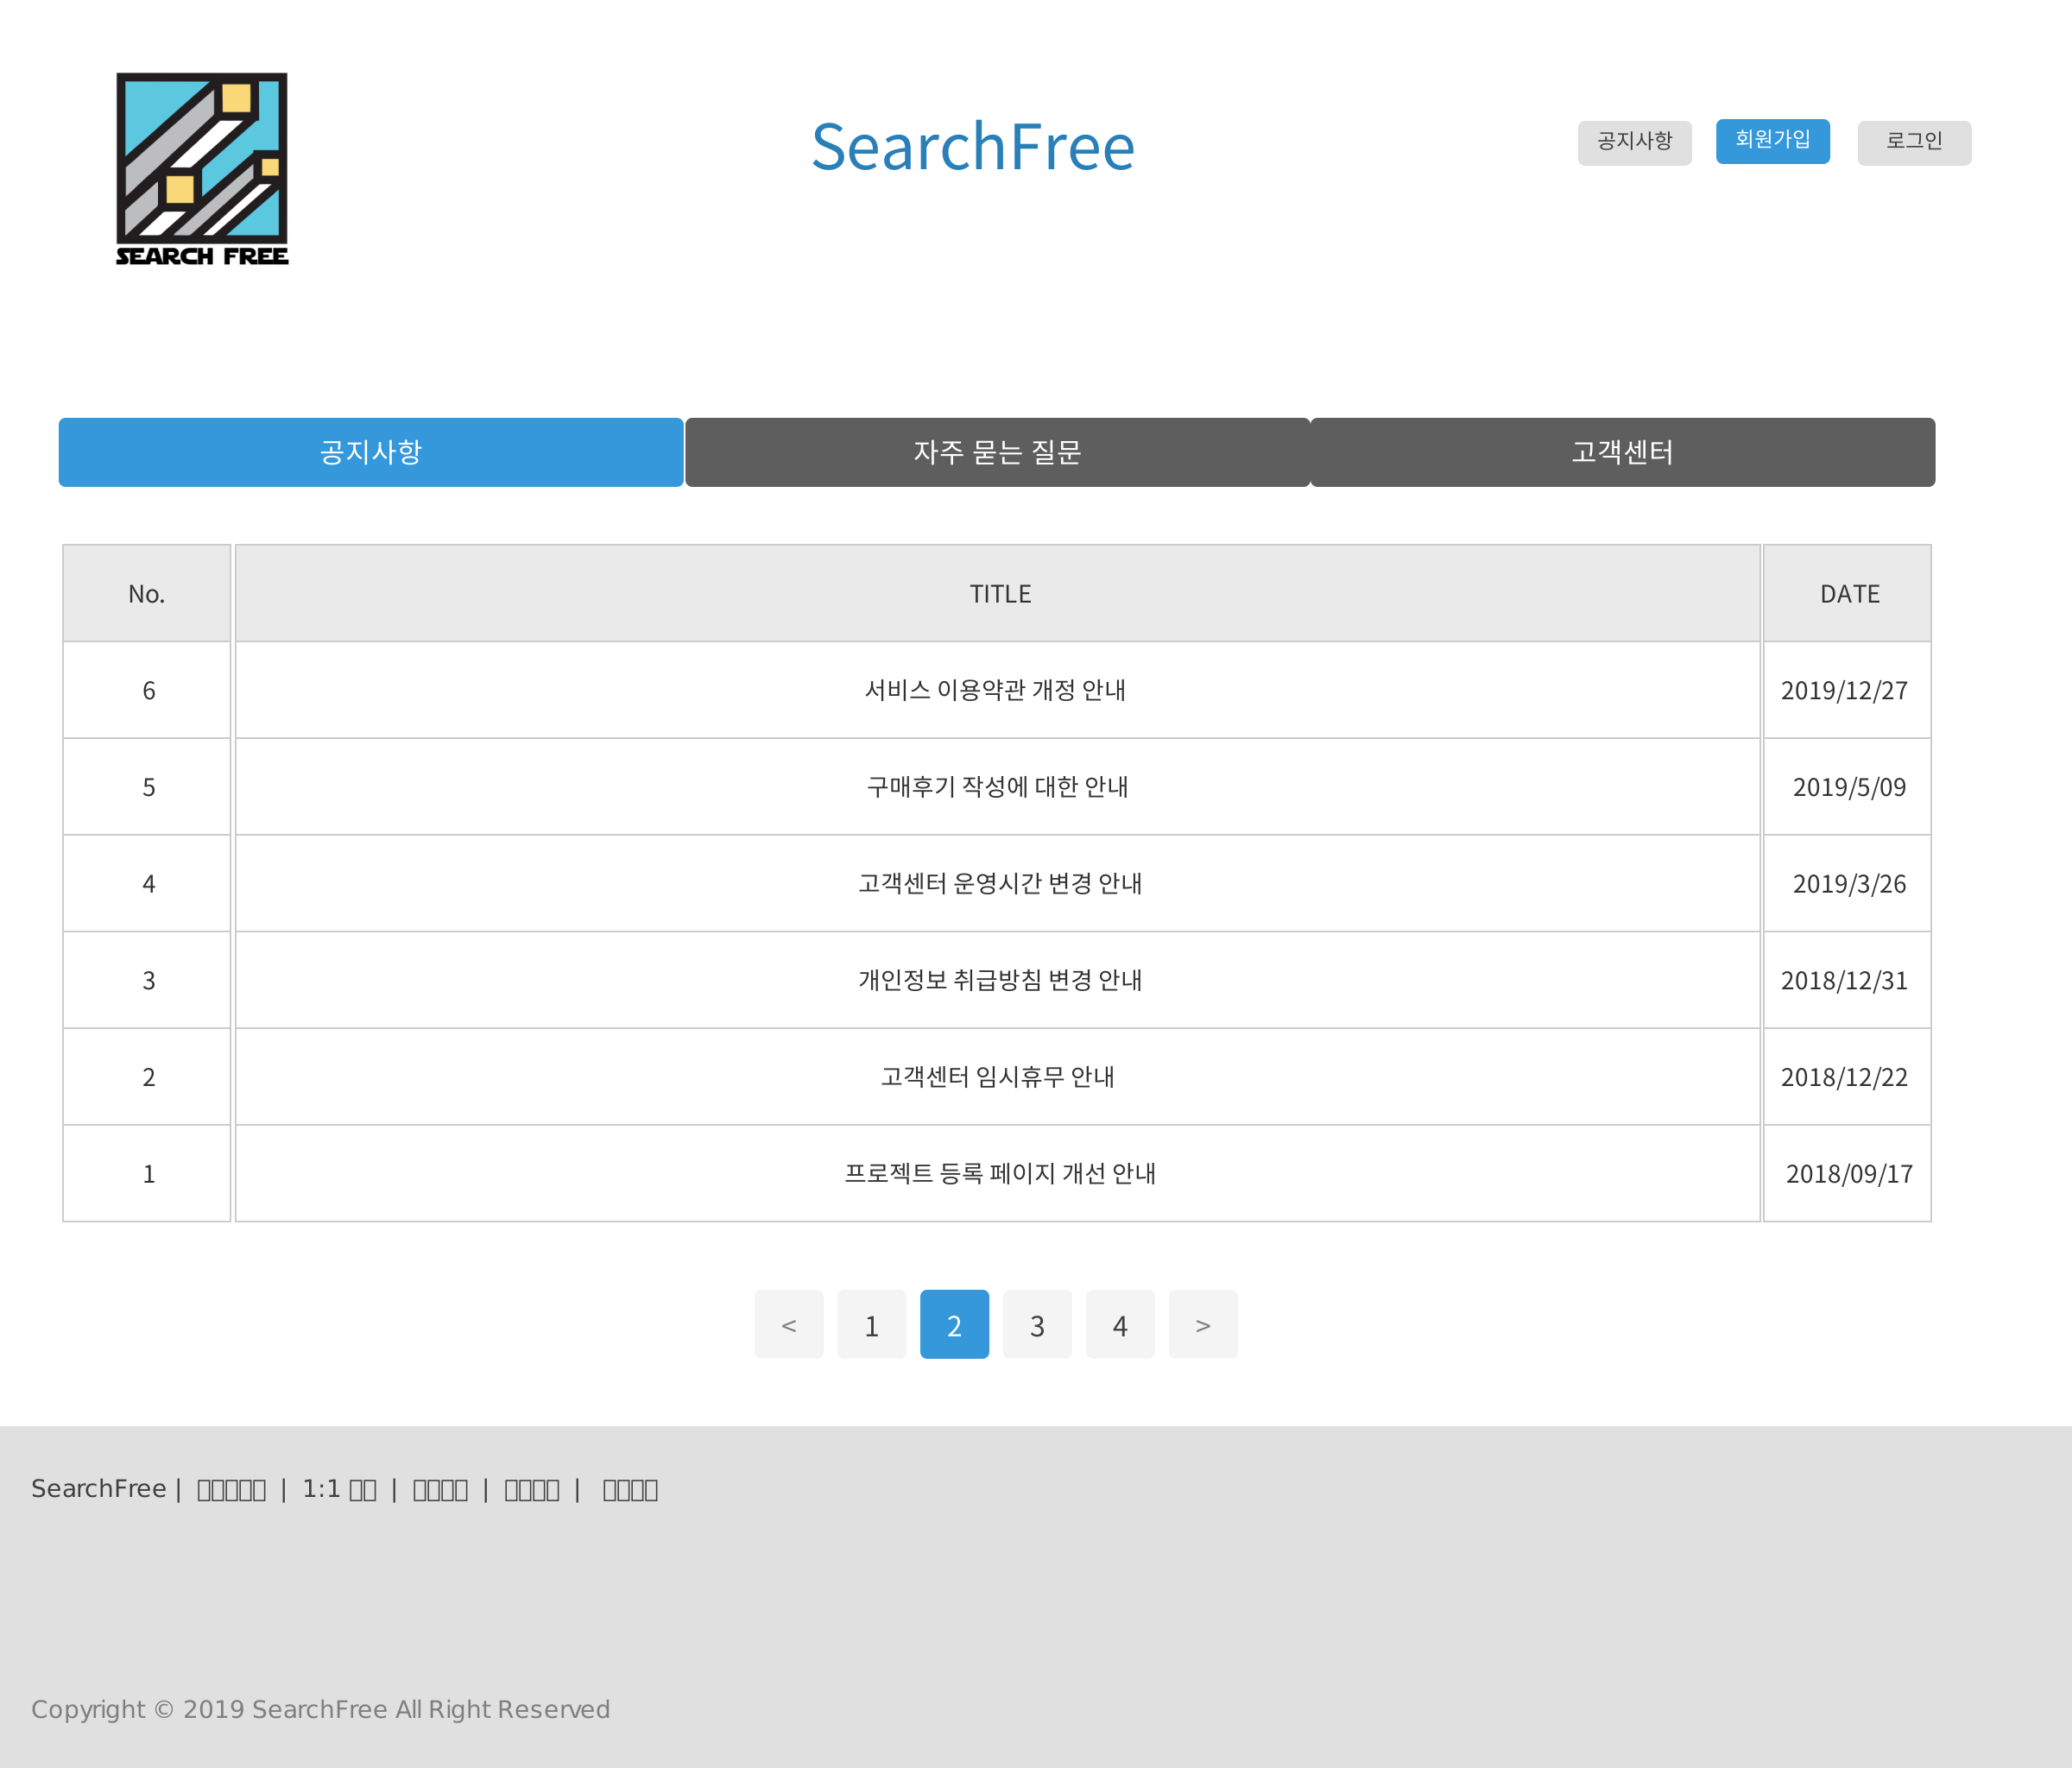 SEARCH FREE
SearchFree
공지사항 회원가입 로그인
공지사항 자주 묻는 질문 고객센터
No. TITLE DATE
6 서비스 이용약관 개정 안내 2019/12/27
5 구매후기 작성에 대한 안내 2019/5/09
4 고객센터 운영시간 변경 안내 2019/3/26
3 개인정보 취급방침 변경 안내 2018/12/31
2 고객센터 임시휴무 안내 2018/12/22
1 프로젝트 등록 페이지 개선 안내 2018/09/17
< 1 2 3 4 >
SearchFree | | 1:1 | | |
Copyright © 2019 SearchFree All Right Reserved